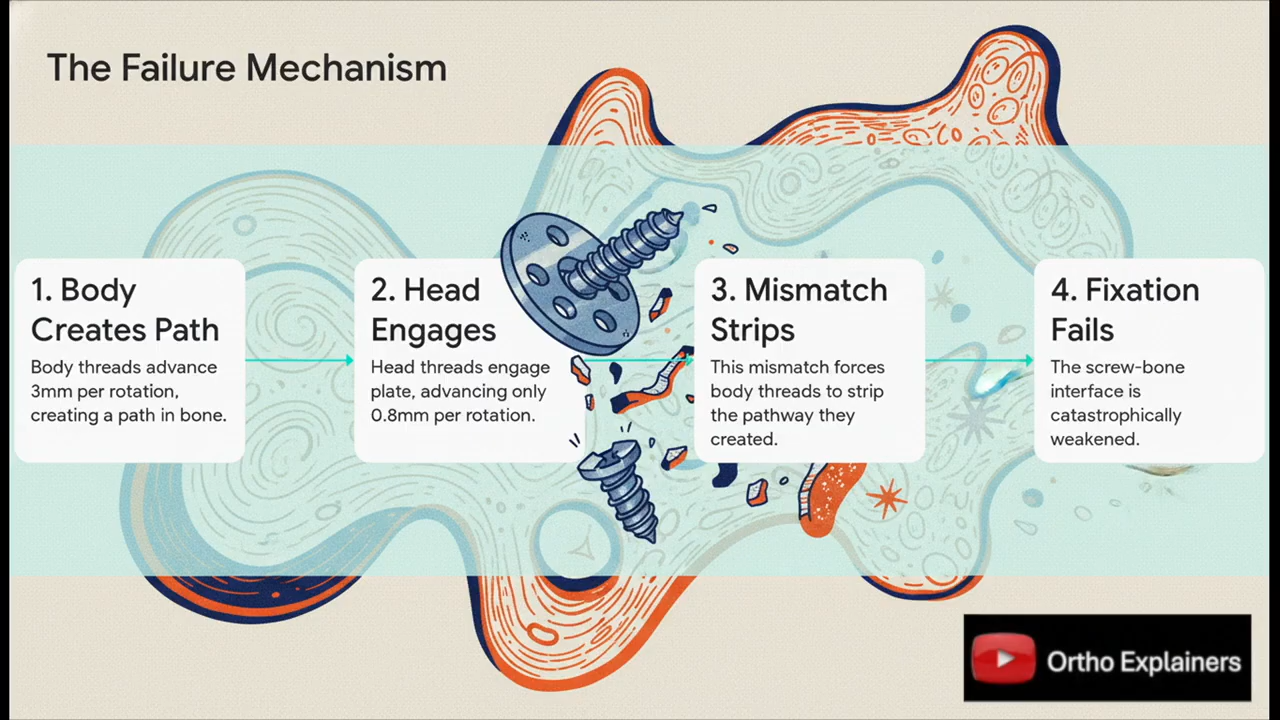 The Failure Mechanism
1. Body
Creates Path
Body threads advance
3mm per rotation,
creating a path in bone.
2. Head
Engages
Head threads engage
plate, advancing only
0.8mm per rotation.
3. Mismatch
Strips
This mismatch forces
body threads to strip
the pathway they
created.
4. Fixation
Fails
The screw-bone
interface is
catastrophically
weakened.
Ortho Explainers